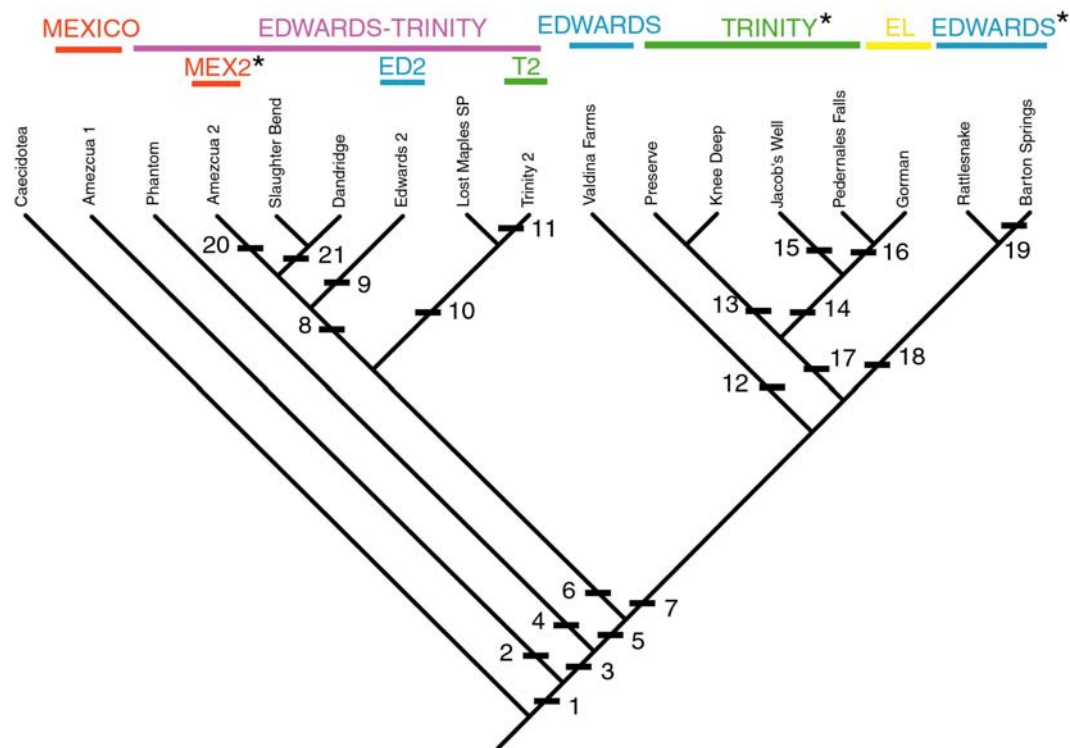 MEXICO EDWARDS-TRINITY EDWARDS TRINITY* EL EDWARDS*
MEX2* ED2 T2
Caecidotea
Amezcua 1
Phantom
Amezcua 2
Slaughter Bend
Dandridge
Edwards 2
Lost Maples SP
Trinity 2
Valdina Farms
Preserve
Knee Deep
Jacob's Well
Pedernales Falls
Gorman
Rattlesnake
Barton Springs
20 21 9 8 10 11
15 16 19
13 14
12 17 18
6 7
4 5
2 3
1